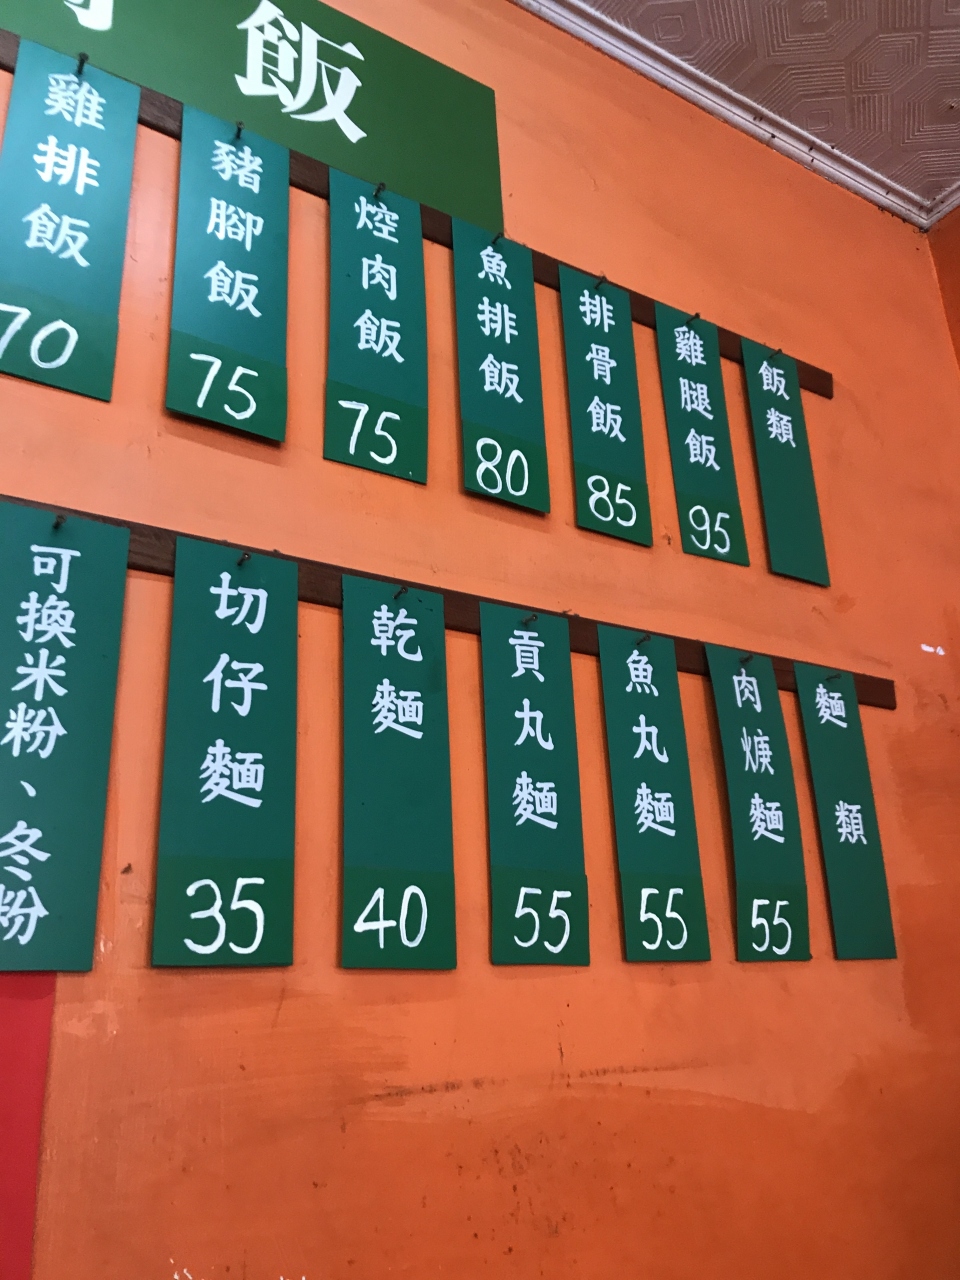 飯
飯類
雞腿飯
95
排骨飯
85
魚排飯
80
焢肉飯
75
豬腳飯
75
雞排飯
70
麵類
肉焿麵
55
魚丸麵
55
貢丸麵
55
乾麵
40
切仔麵
35
可換米粉、冬粉